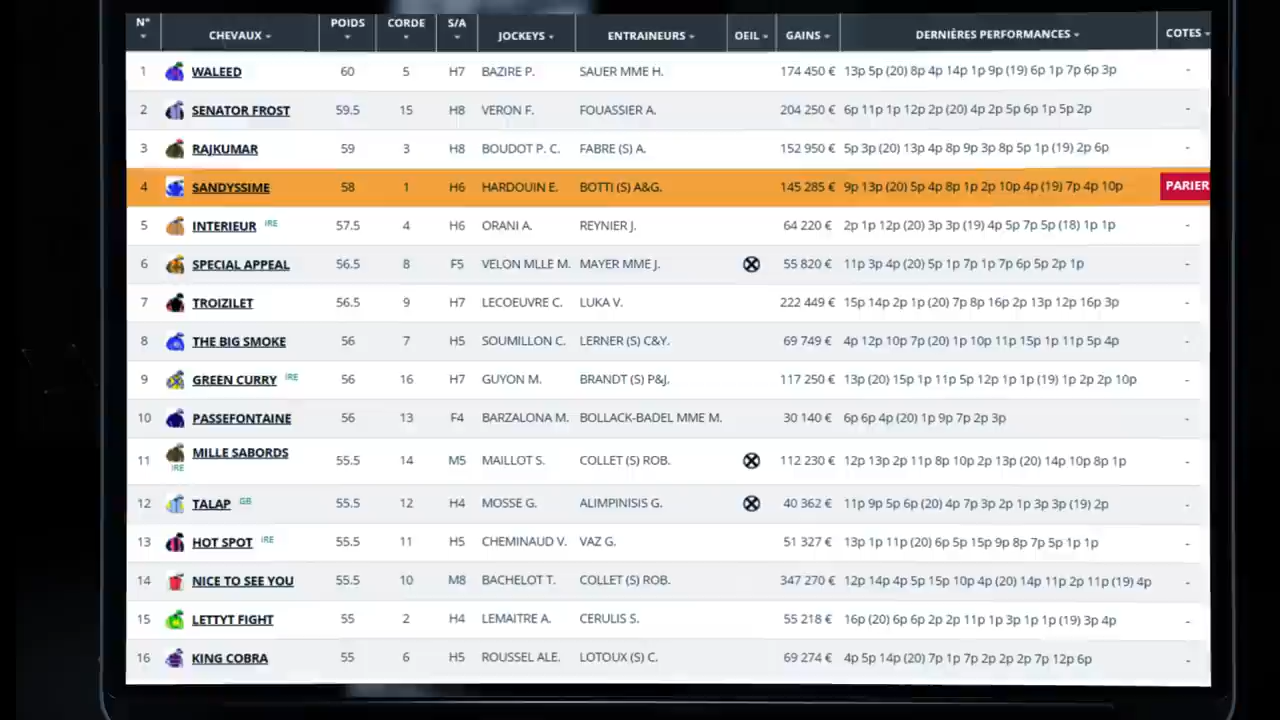 N° CHEVAUX POIDS CORDE S/A JOCKEYS ENTRAINEURS OEIL GAINS DERNIÈRES PERFORMANCES COTES
1 WALEED 60 5 H7 BAZIRE P. SAUER MME H. 174 450 € 13p 5p (20) 8p 4p 14p 1p 9p (19) 6p 1p 7p 6p 3p -
2 SENATOR FROST 59.5 15 H8 VERON F. FOUASSIER A. 204 250 € 6p 11p 1p 12p 2p (20) 4p 2p 5p 6p 1p 5p 2p -
3 RAJKUMAR 59 3 H8 BOUDOT P. C. FABRE (S) A. 152 950 € 5p 3p (20) 13p 4p 8p 9p 3p 8p 5p 1p (19) 2p 6p -
4 SANDYSSIME 58 1 H6 HARDOUIN E. BOTTI (S) A&G. 145 285 € 9p 13p (20) 5p 4p 8p 1p 2p 10p 4p (19) 7p 4p 10p PARIER
5 INTERIEUR IRE 57.5 4 H6 ORANI A. REYNIER J. 64 220 € 2p 1p 12p (20) 3p 3p (19) 4p 5p 7p 5p (18) 1p 1p -
6 SPECIAL APPEAL 56.5 8 F5 VELON MLLE M. MAYER MME J. 55 820 € 11p 3p 4p (20) 5p 1p 7p 1p 7p 6p 5p 2p 1p -
7 TROIZILET 56.5 9 H7 LECOEUVRE C. LUKA V. 222 449 € 15p 14p 2p 1p (20) 7p 8p 16p 2p 13p 12p 16p 3p -
8 THE BIG SMOKE 56 7 H5 SOUMILLON C. LERNER (S) C&Y. 69 749 € 4p 12p 10p 7p (20) 1p 10p 11p 15p 1p 11p 5p 4p -
9 GREEN CURRY IRE 56 16 H7 GUYON M. BRANDT (S) P&J. 117 250 € 13p (20) 15p 1p 11p 5p 12p 1p 1p (19) 1p 2p 2p 10p -
10 PASSEFONTAINE 56 13 F4 BARZALONA M. BOLLACK-BADEL MME M. 30 140 € 6p 6p 4p (20) 1p 9p 7p 2p 3p -
11 MILLE SABORDS IRE 55.5 14 M5 MAILLOT S. COLLET (S) ROB. 112 230 € 12p 13p 2p 11p 8p 10p 2p 13p (20) 14p 10p 8p 1p -
12 TALAP GB 55.5 12 H4 MOSSE G. ALIMPINISIS G. 40 362 € 11p 9p 5p 6p (20) 4p 7p 3p 2p 1p 3p 3p (19) 2p -
13 HOT SPOT IRE 55.5 11 H5 CHEMINAUD V. VAZ G. 51 327 € 13p 1p 11p (20) 6p 5p 15p 9p 8p 7p 5p 1p 1p -
14 NICE TO SEE YOU 55.5 10 M8 BACHELOT T. COLLET (S) ROB. 347 270 € 12p 14p 4p 5p 15p 10p 4p (20) 14p 11p 2p 11p (19) 4p -
15 LETTYT FIGHT 55 2 H4 LEMAITRE A. CERULIS S. 55 218 € 16p (20) 6p 6p 2p 2p 11p 1p 3p 1p 1p (19) 3p 4p -
16 KING COBRA 55 6 H5 ROUSSEL ALE. LOTOUX (S) C. 69 274 € 4p 5p 14p (20) 7p 1p 7p 2p 2p 2p 7p 12p 6p -